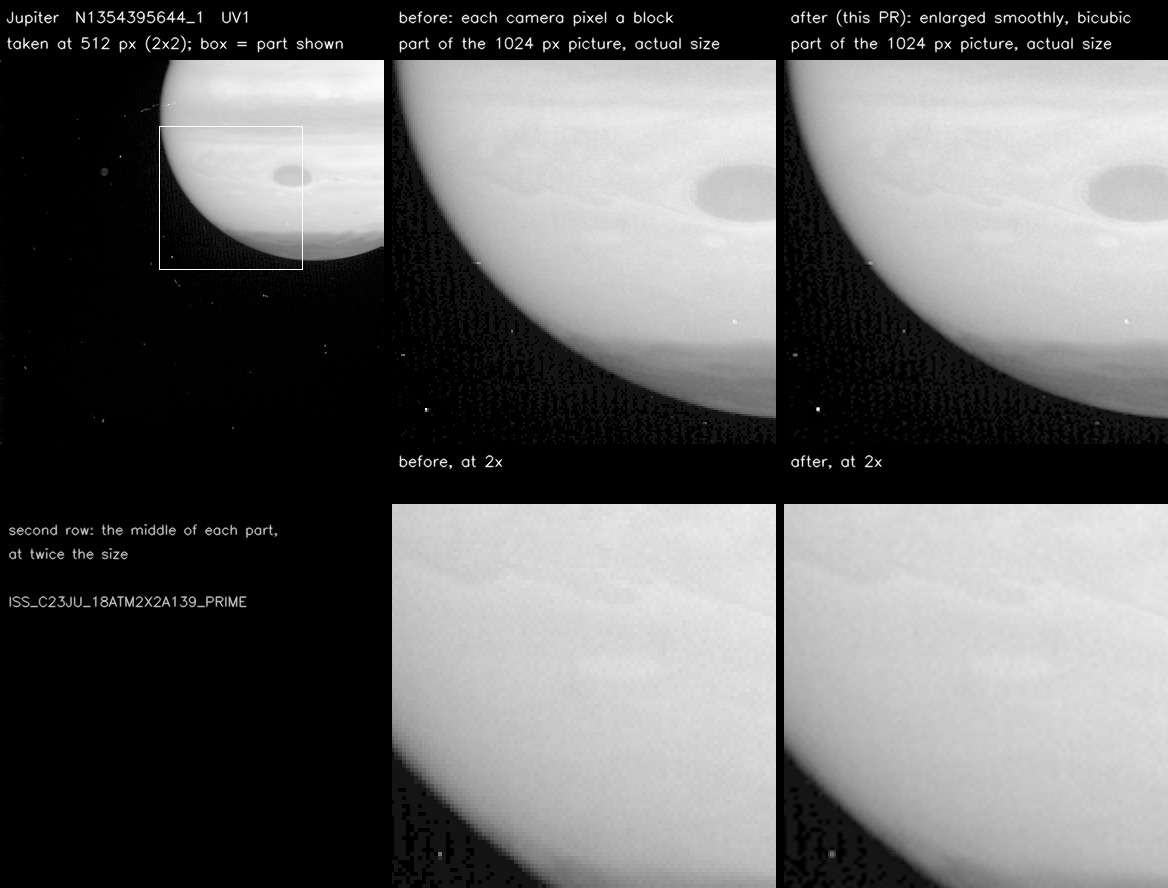 Jupiter N1354395644_1 UV1
taken at 512 px (2x2); box = part shown
before: each camera pixel a block
part of the 1024 px picture, actual size
after (this PR): enlarged smoothly, bicubic
part of the 1024 px picture, actual size
before, at 2x
after, at 2x
second row: the middle of each part,
at twice the size
ISS_C23JU_18ATM2X2A139_PRIME